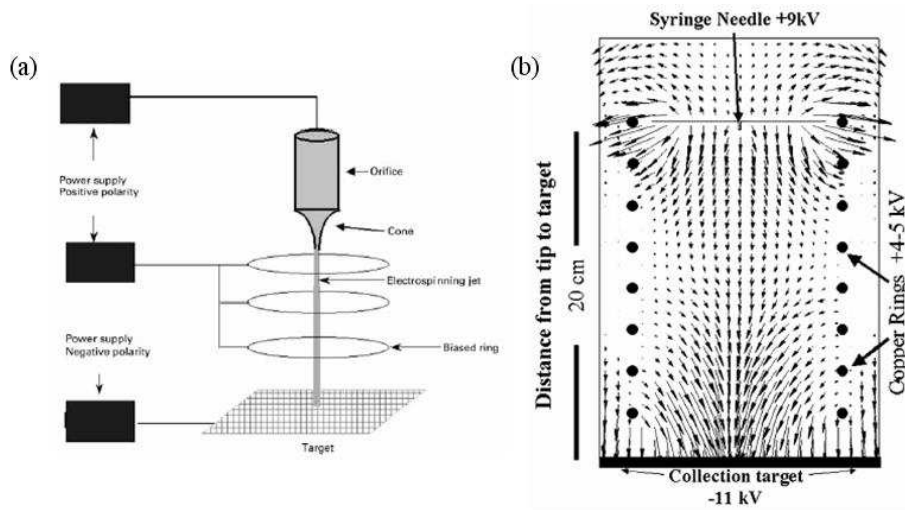 (a)
Power supply
Positive polarity
Orifice
Cone
Electrospinning jet
Biased ring
Power supply
Negative polarity
Target
(b)
Syringe Needle +9kV
Distance from tip to target
20 cm
Copper Rings +4-5 kV
Collection target
-11 kV